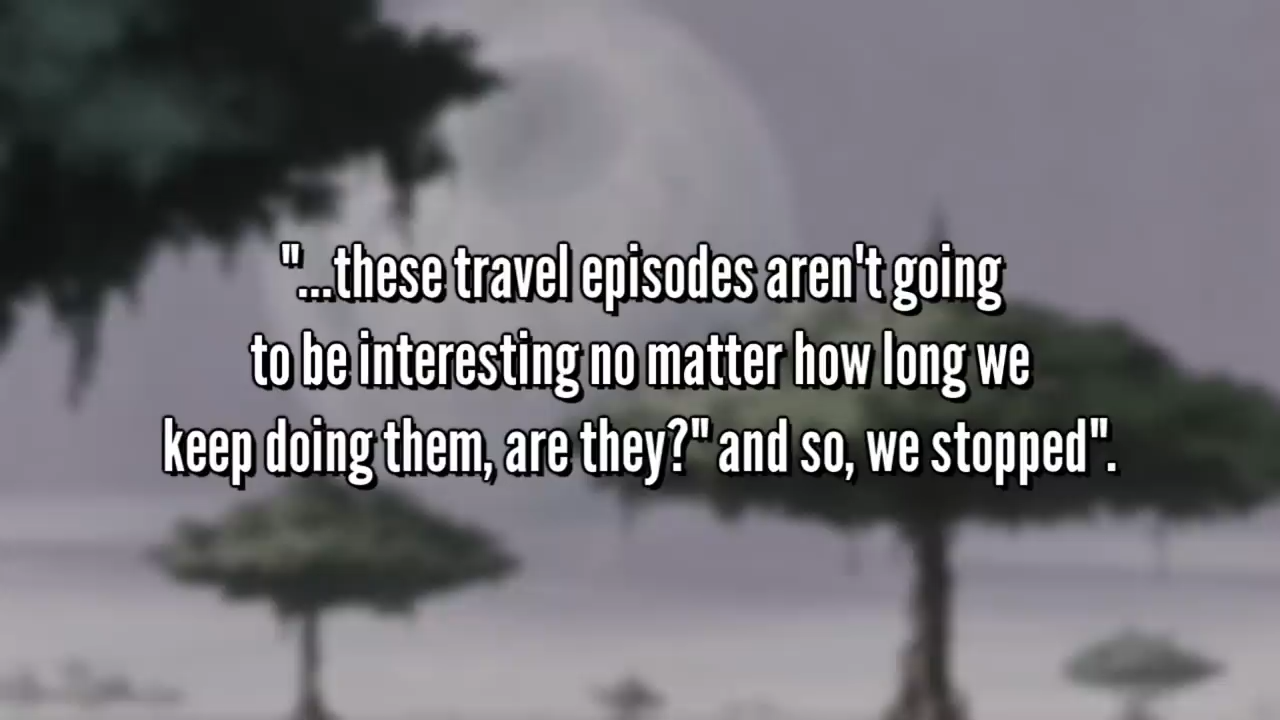 "...these travel episodes aren't going
to be interesting no matter how long we
keep doing them, are they?" and so, we stopped".